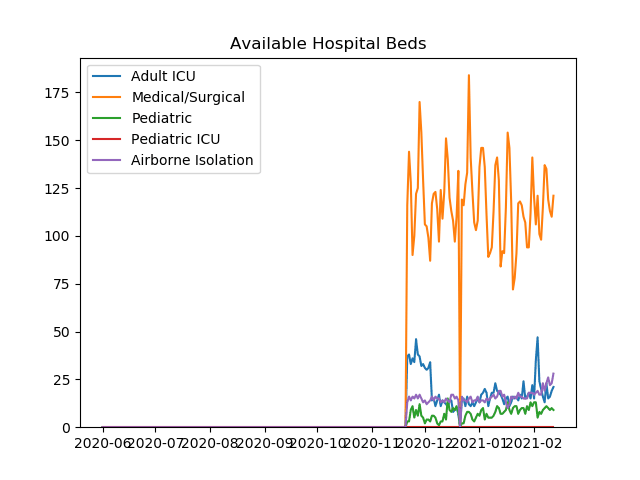 Available Hospital Beds
Adult ICU
Medical/Surgical
Pediatric
Pediatric ICU
Airborne Isolation
175
150
125
100
75
50
25
0
2020-06 2020-07 2020-08 2020-09 2020-10 2020-11 2020-12 2021-01 2021-02